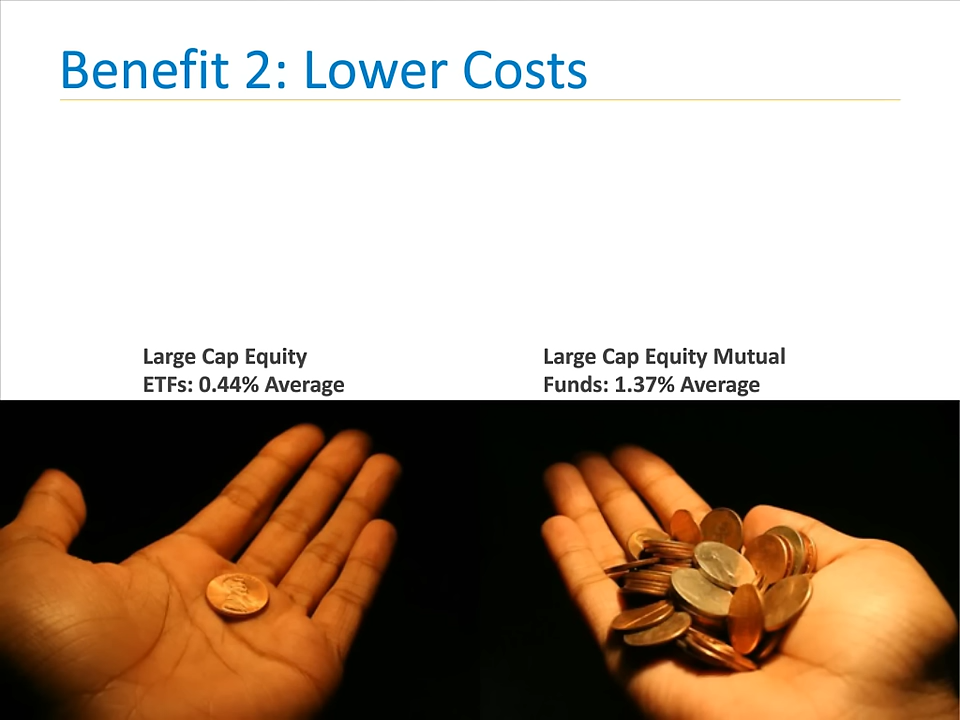 Benefit 2: Lower Costs
Large Cap Equity
ETFs: 0.44% Average
Large Cap Equity Mutual
Funds: 1.37% Average